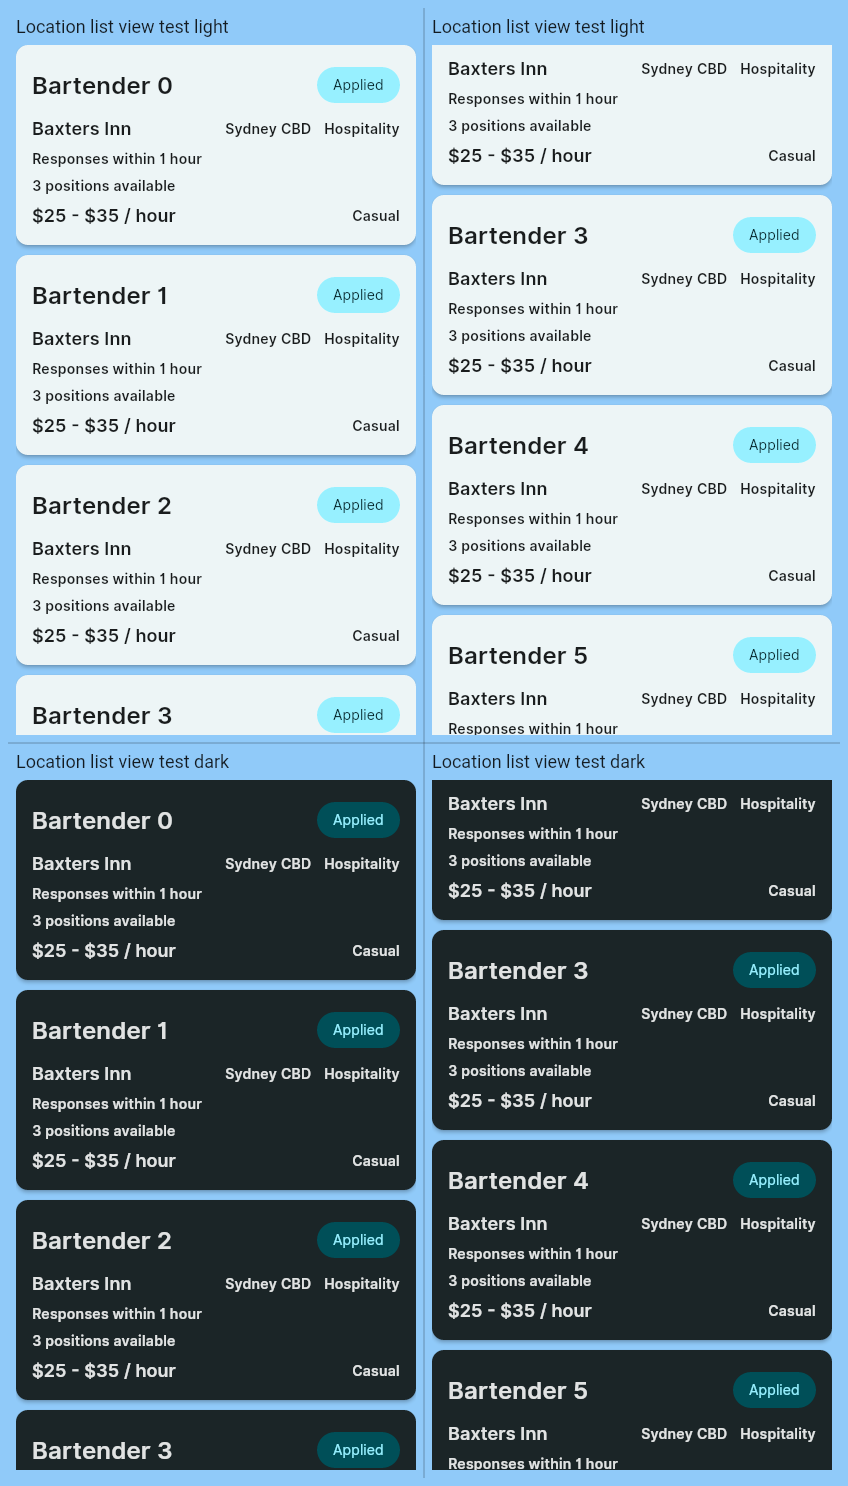 Location list view test light
Bartender 0 Applied
Baxters Inn Sydney CBD Hospitality
Responses within 1 hour
3 positions available
$25 - $35 / hour Casual
Bartender 1 Applied
Baxters Inn Sydney CBD Hospitality
Responses within 1 hour
3 positions available
$25 - $35 / hour Casual
Bartender 2 Applied
Baxters Inn Sydney CBD Hospitality
Responses within 1 hour
3 positions available
$25 - $35 / hour Casual
Bartender 3 Applied
Location list view test light
Baxters Inn Sydney CBD Hospitality
Responses within 1 hour
3 positions available
$25 - $35 / hour Casual
Bartender 3 Applied
Baxters Inn Sydney CBD Hospitality
Responses within 1 hour
3 positions available
$25 - $35 / hour Casual
Bartender 4 Applied
Baxters Inn Sydney CBD Hospitality
Responses within 1 hour
3 positions available
$25 - $35 / hour Casual
Bartender 5 Applied
Baxters Inn Sydney CBD Hospitality
Responses within 1 hour
Location list view test dark
Bartender 0 Applied
Baxters Inn Sydney CBD Hospitality
Responses within 1 hour
3 positions available
$25 - $35 / hour Casual
Bartender 1 Applied
Baxters Inn Sydney CBD Hospitality
Responses within 1 hour
3 positions available
$25 - $35 / hour Casual
Bartender 2 Applied
Baxters Inn Sydney CBD Hospitality
Responses within 1 hour
3 positions available
$25 - $35 / hour Casual
Bartender 3 Applied
Location list view test dark
Baxters Inn Sydney CBD Hospitality
Responses within 1 hour
3 positions available
$25 - $35 / hour Casual
Bartender 3 Applied
Baxters Inn Sydney CBD Hospitality
Responses within 1 hour
3 positions available
$25 - $35 / hour Casual
Bartender 4 Applied
Baxters Inn Sydney CBD Hospitality
Responses within 1 hour
3 positions available
$25 - $35 / hour Casual
Bartender 5 Applied
Baxters Inn Sydney CBD Hospitality
Responses within 1 hour